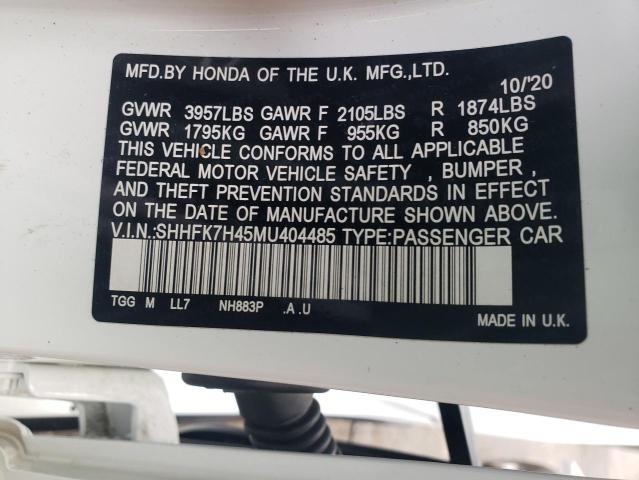 MFD.BY HONDA OF THE U.K. MFG.,LTD.
10/'20
GVWR 3957LBS GAWR F 2105LBS R 1874LBS
GVWR 1795KG GAWR F 955KG R 850KG
THIS VEHICLE CONFORMS TO ALL APPLICABLE
FEDERAL MOTOR VEHICLE SAFETY , BUMPER ,
AND THEFT PREVENTION STANDARDS IN EFFECT
ON THE DATE OF MANUFACTURE SHOWN ABOVE.
V.I.N.:SHHFK7H45MU404485 TYPE:PASSENGER CAR
TGG M LL7 NH883P .A .U
MADE IN U.K.